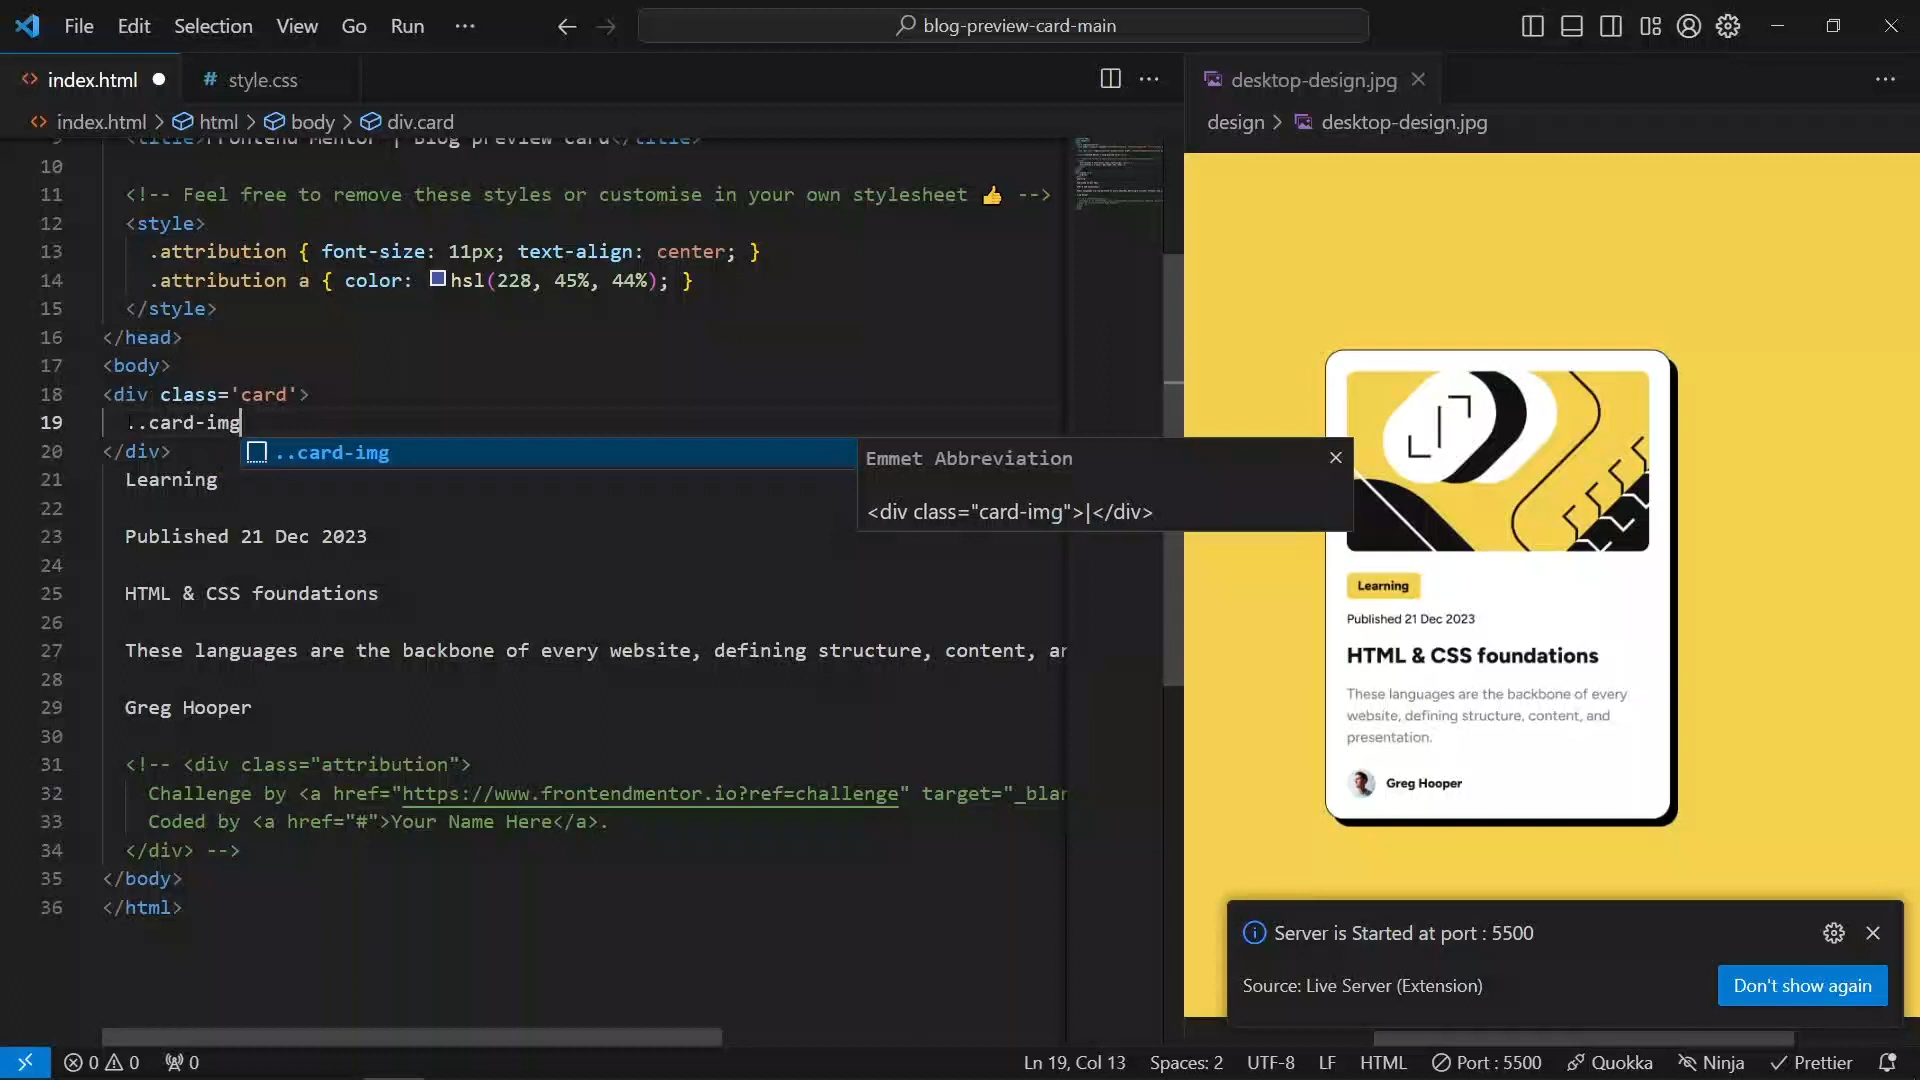 File Edit Selection View Go Run ··· blog-preview-card-main
index.html # style.css desktop-design.jpg
index.html > html > body > div.card
design > desktop-design.jpg
9 <title>Frontend Mentor | Blog preview card</title>
10
11 <!-- Feel free to remove these styles or customise in your own stylesheet 👍 -->
12 <style>
13 .attribution { font-size: 11px; text-align: center; }
14 .attribution a { color: hsl(228, 45%, 44%); }
15 </style>
16 </head>
17 <body>
18 <div class='card'>
19 ..card-img
20 </div>
..card-img
Emmet Abbreviation
<div class="card-img">|</div>
21 Learning
22
23 Published 21 Dec 2023
24
25 HTML & CSS foundations
26
27 These languages are the backbone of every website, defining structure, content, ar
28
29 Greg Hooper
30
31 <!-- <div class="attribution">
32 Challenge by <a href="https://www.frontendmentor.io?ref=challenge" target="_blar
33 Coded by <a href="#">Your Name Here</a>.
34 </div> -->
35 </body>
36 </html>
Learning
Published 21 Dec 2023
HTML & CSS foundations
These languages are the backbone of every
website, defining structure, content, and
presentation.
Greg Hooper
Server is Started at port : 5500
Source: Live Server (Extension)
Don't show again
0 0 0 Ln 19, Col 13 Spaces: 2 UTF-8 LF HTML Port : 5500 Quokka Ninja Prettier